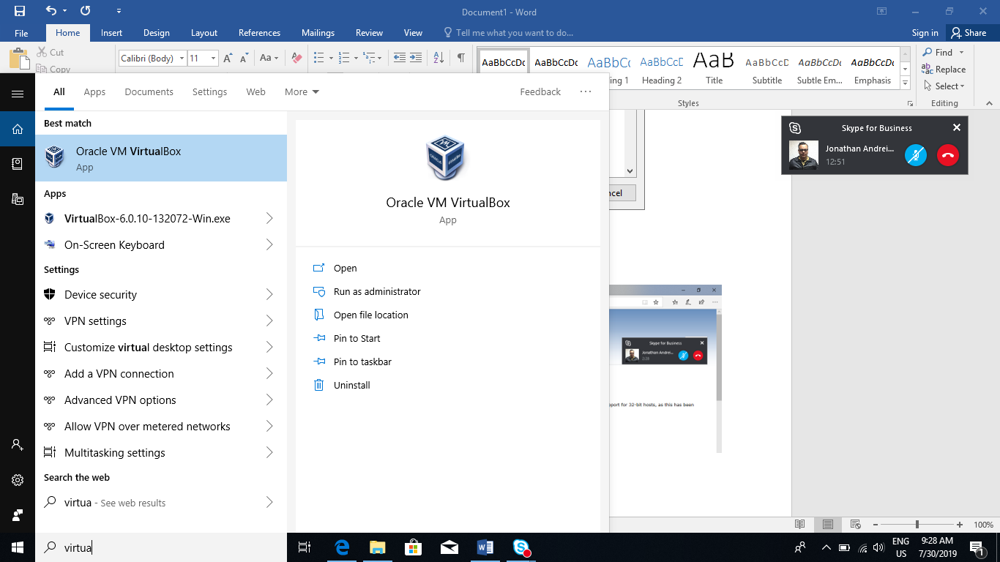 Document1 - Word
File Home Insert Design Layout References Mailings Review View Tell me what you want to do... Sign in Share
Cut
Copy
Calibri (Body) 11 Aa
AaBbCcDc AaBbCcDc AaBbCc AaBbCcD AaB AaBbCcD AaBbCcDc AaBbCcDc
g 1 Heading 2 Title Subtitle Subtle Em... Emphasis
Styles
Find
Replace
Select
Editing
All Apps Documents Settings Web More Feedback
Best match
Oracle VM VirtualBox
App
Apps
VirtualBox-6.0.10-132072-Win.exe
On-Screen Keyboard
Settings
Device security
VPN settings
Customize virtual desktop settings
Add a VPN connection
Advanced VPN options
Allow VPN over metered networks
Multitasking settings
Search the web
virtua - See web results
virtua
Oracle VM VirtualBox
App
Open
Run as administrator
Open file location
Pin to Start
Pin to taskbar
Uninstall
ncel
Skype for Business
Jonathan Andrei...
12:51
Skype for Business
Jonathan Andrei...
pport for 32-bit hosts, as this has been
100%
ENG
US
9:28 AM
7/30/2019
1